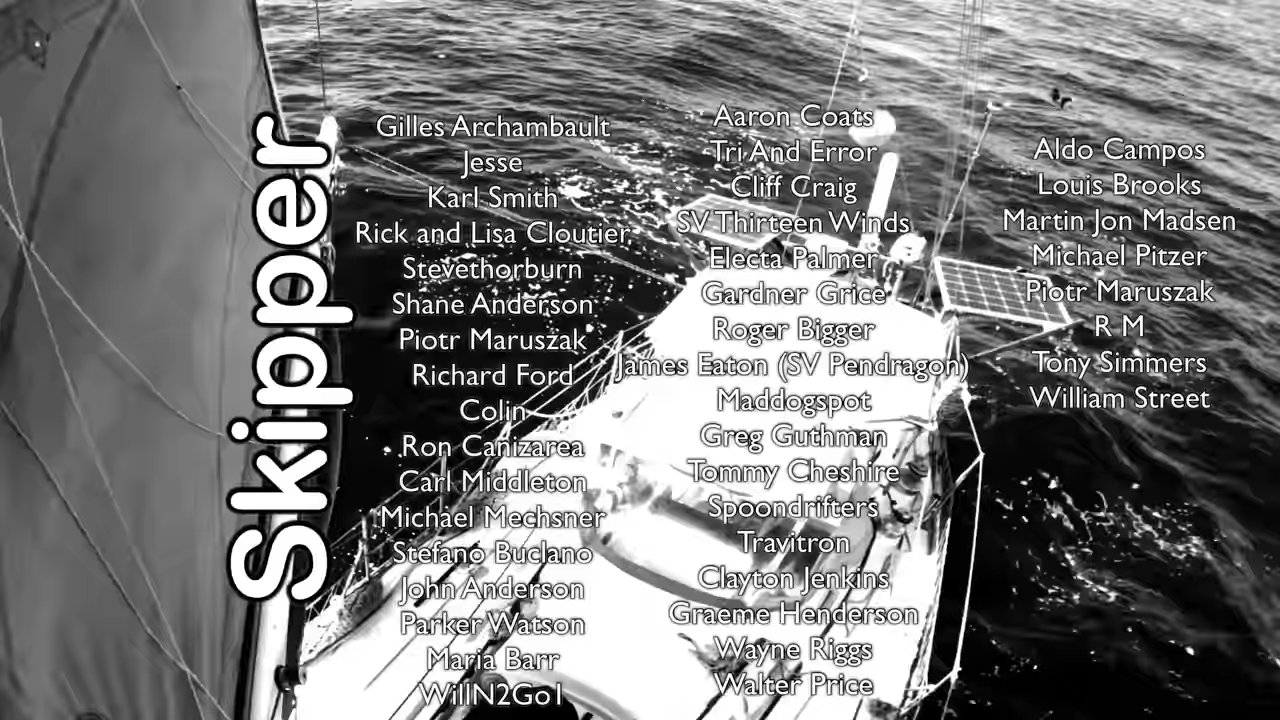 Skipper
Gilles Archambault
Jesse
Karl Smith
Rick and Lisa Cloutier
Stevethorburn
Shane Anderson
Piotr Maruszak
Richard Ford
Colin
Ron Canizarea
Carl Middleton
Michael Mechsner
Stefano Buclano
John Anderson
Parker Watson
Maria Barr
WillN2Go1
Aaron Coats
Tri And Error
Cliff Craig
SV Thirteen Winds
Electa Palmer
Gardner Grice
Roger Bigger
James Eaton (SV Pendragon)
Maddogspot
Greg Guthman
Tommy Cheshire
Spoondrifters
Travitron
Clayton Jenkins
Graeme Henderson
Wayne Riggs
Walter Price
Aldo Campos
Louis Brooks
Martin Jon Madsen
Michael Pitzer
Piotr Maruszak
R M
Tony Simmers
William Street